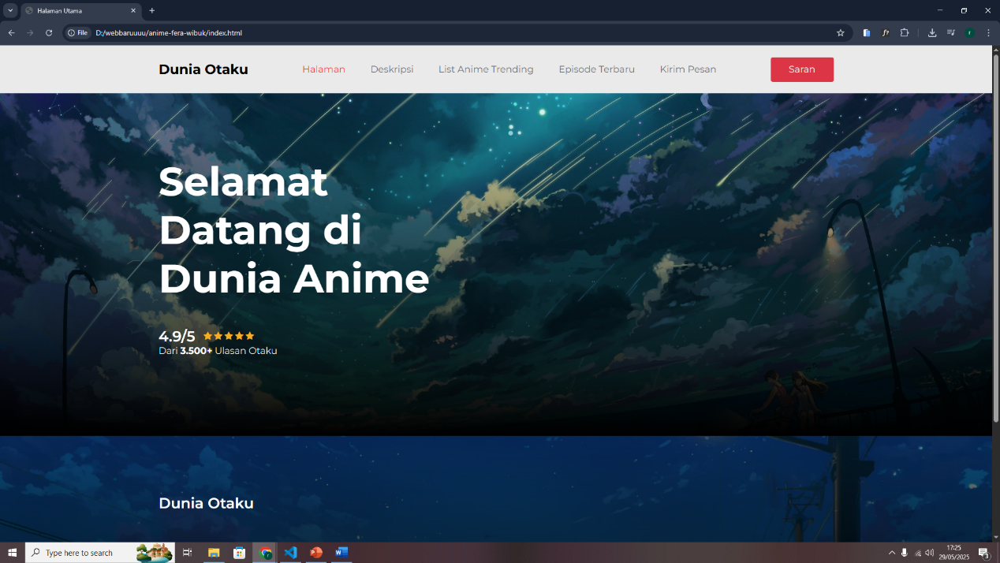 Halaman Utama
File D:/webbaruuuu/anime-fera-wibuk/index.html
f?
r
Dunia Otaku Halaman Deskripsi List Anime Trending Episode Terbaru Kirim Pesan Saran
Selamat
Datang di
Dunia Anime
4.9/5
Dari 3.500+ Ulasan Otaku
Dunia Otaku
Type here to search
17:25
29/05/2025
3